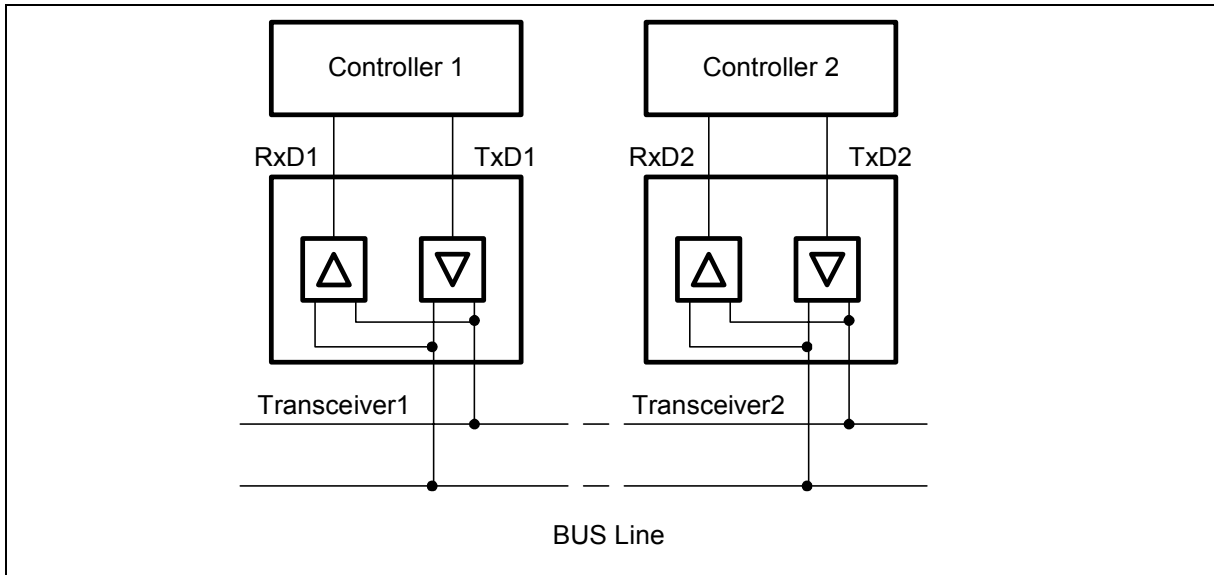 Controller 1
Controller 2
RxD1
TxD1
RxD2
TxD2
Transceiver1
Transceiver2
BUS Line